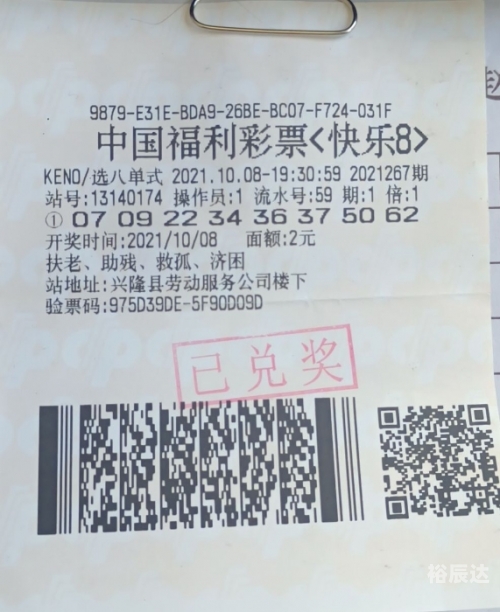 9879-E31E-BDA9-26BE-BC07-F724-031F
中国福利彩票<快乐8>
KENO/选八单式 2021.10.08-19:30:59 2021267期
站号:13140174 操作员:1 流水号:59 期:1 倍:1
① 07 09 22 34 36 37 50 62
开奖时间:2021/10/08 面额:2元
扶老、助残、救孤、济困
站地址:兴隆县劳动服务公司楼下
验票码:975D39DE-5F90D09D
已兑奖
裕辰达